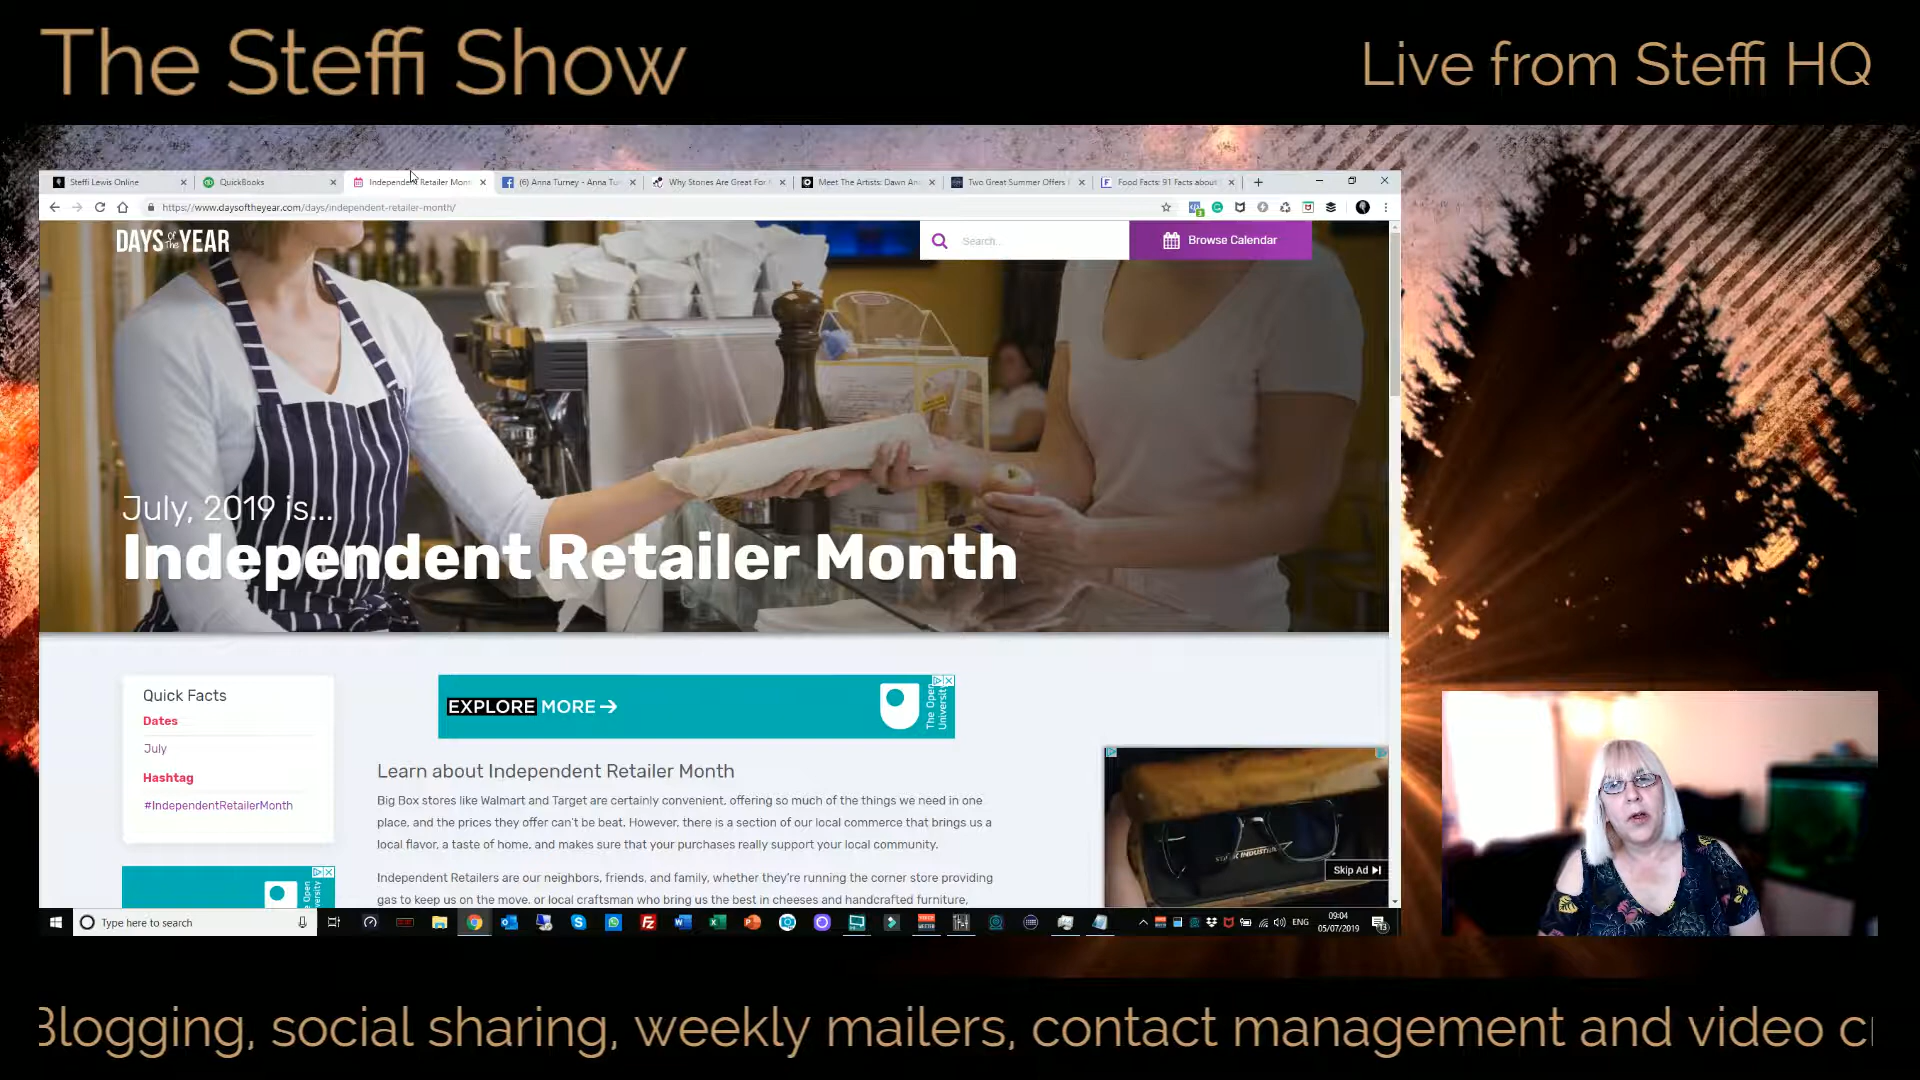 The Steffi Show
Live from Steffi HQ
Steffi Lewis Online
QuickBooks
Independent Retailer Mon
(6) Anna Turney - Anna Tu
Why Stories Are Great For
Meet The Artists: Dawn An
Two Great Summer Offers
Food Facts: 91 Facts about
https://www.daysoftheyear.com/days/independent-retailer-month/
DAYS of The YEAR
Search...
Browse Calendar
July, 2019 is...
Independent Retailer Month
Quick Facts
Dates
July
Hashtag
#IndependentRetailerMonth
EXPLORE MORE →
The Open University
Learn about Independent Retailer Month
Big Box stores like Walmart and Target are certainly convenient, offering so much of the things we need in one
place, and the prices they offer can't be beat. However, there is a section of our local commerce that brings us a
local flavor, a taste of home, and makes sure that your purchases really support your local community.
Independent Retailers are our neighbors, friends, and family, whether they're running the corner store providing
gas to keep us on the move, or local craftsman who bring us the best in cheeses and handcrafted furniture,
Skip Ad
The Open University
Type here to search
ENG
09:04
05/07/2019
Blogging, social sharing, weekly mailers, contact management and video c